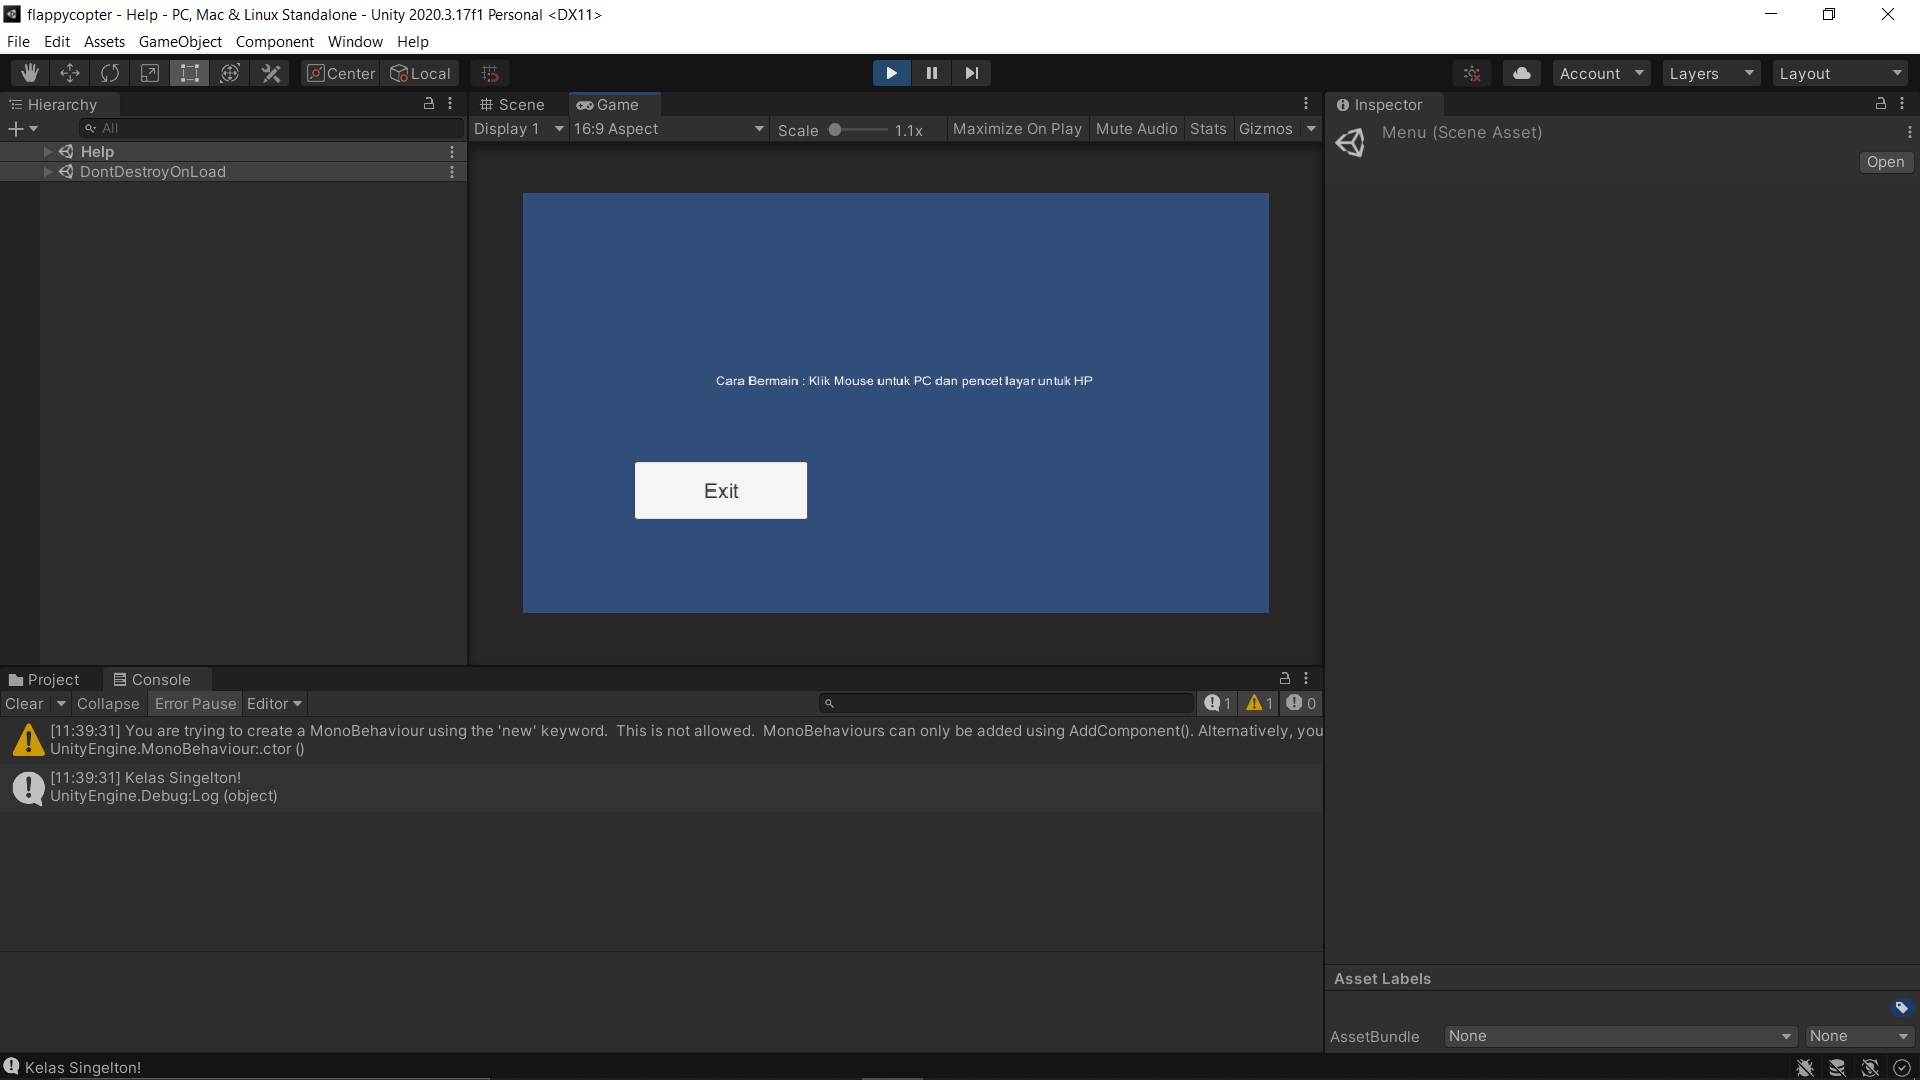 flappycopter - Help - PC, Mac & Linux Standalone - Unity 2020.3.17f1 Personal <DX11>
File Edit Assets GameObject Component Window Help
Center Local Account Layers Layout
Hierarchy
All
Help
DontDestroyOnLoad
Scene Game
Display 1 16:9 Aspect Scale 1.1x Maximize On Play Mute Audio Stats Gizmos
Cara Bermain : Klik Mouse untuk PC dan pencet layar untuk HP
Exit
Inspector
Menu (Scene Asset)
Open
Project Console
Clear Collapse Error Pause Editor 1 1 0
[11:39:31] You are trying to create a MonoBehaviour using the 'new' keyword.  This is not allowed.  MonoBehaviours can only be added using AddComponent(). Alternatively, you
UnityEngine.MonoBehaviour:.ctor ()
[11:39:31] Kelas Singelton!
UnityEngine.Debug:Log (object)
Asset Labels
AssetBundle None None
Kelas Singelton!